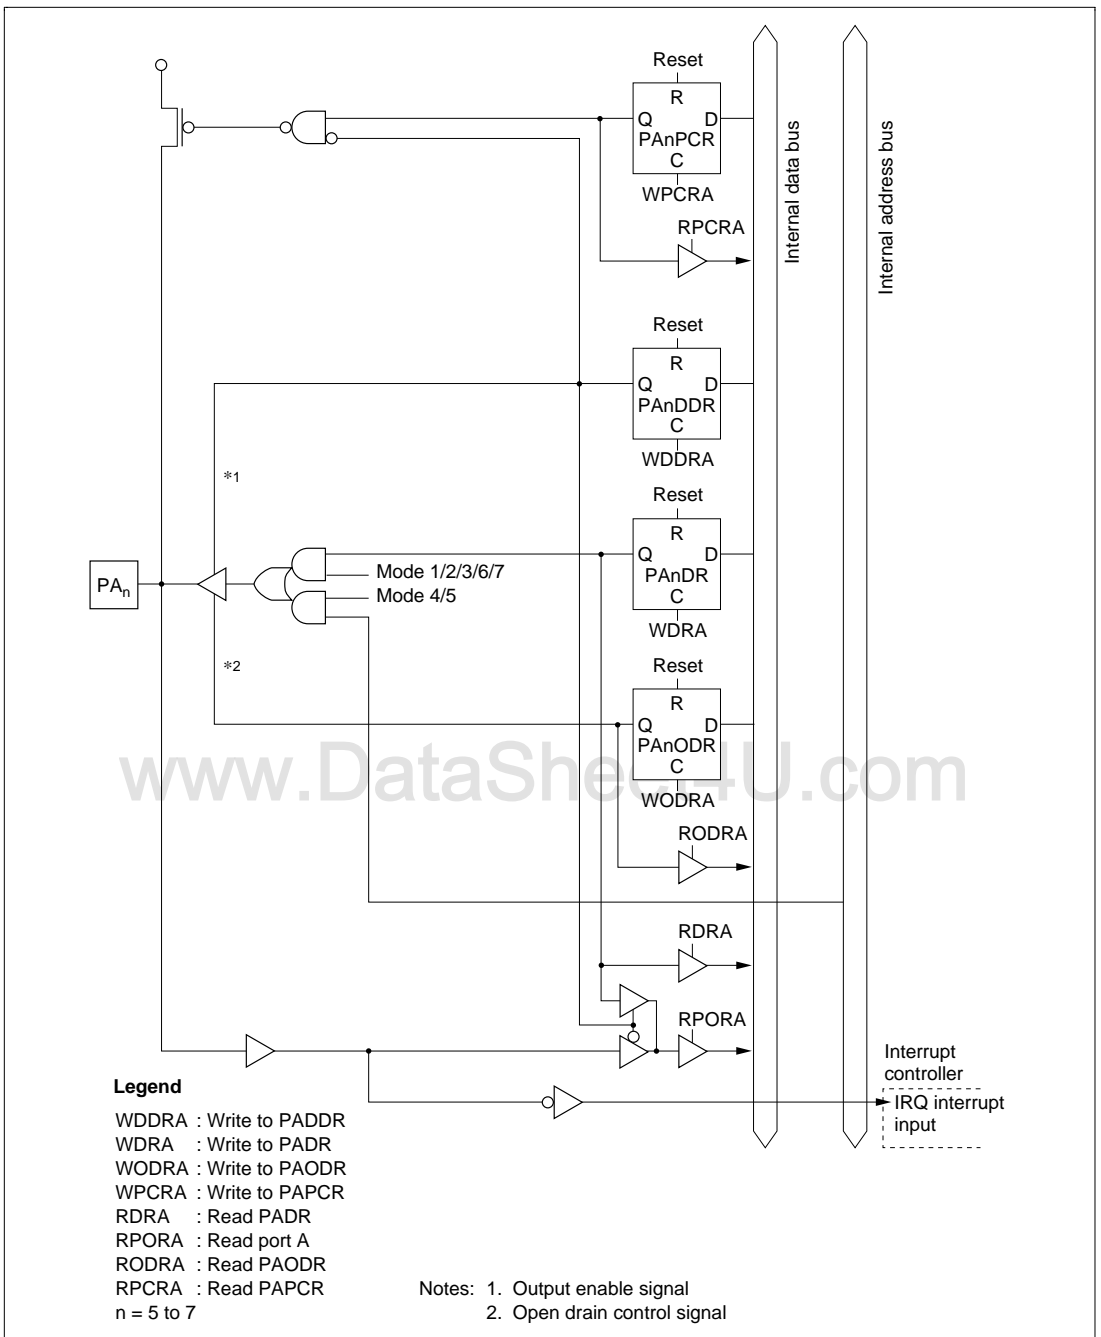 Reset
R
Q D
PAnPCR
C
WPCRA
RPCRA
Internal data bus
Internal address bus
Reset
R
Q D
PAnDDR
C
WDDRA
*1
Reset
R
Q D
PAnDR
C
WDRA
Mode 1/2/3/6/7
Mode 4/5
PAn
*2
Reset
R
Q D
PAnODR
C
WODRA
www.DataSheet4U.com
RODRA
RDRA
RPORA
Interrupt
controller
IRQ interrupt
input
Legend
WDDRA : Write to PADDR
WDRA : Write to PADR
WODRA : Write to PAODR
WPCRA : Write to PAPCR
RDRA : Read PADR
RPORA : Read port A
RODRA : Read PAODR
RPCRA : Read PAPCR
n = 5 to 7
Notes: 1. Output enable signal
2. Open drain control signal